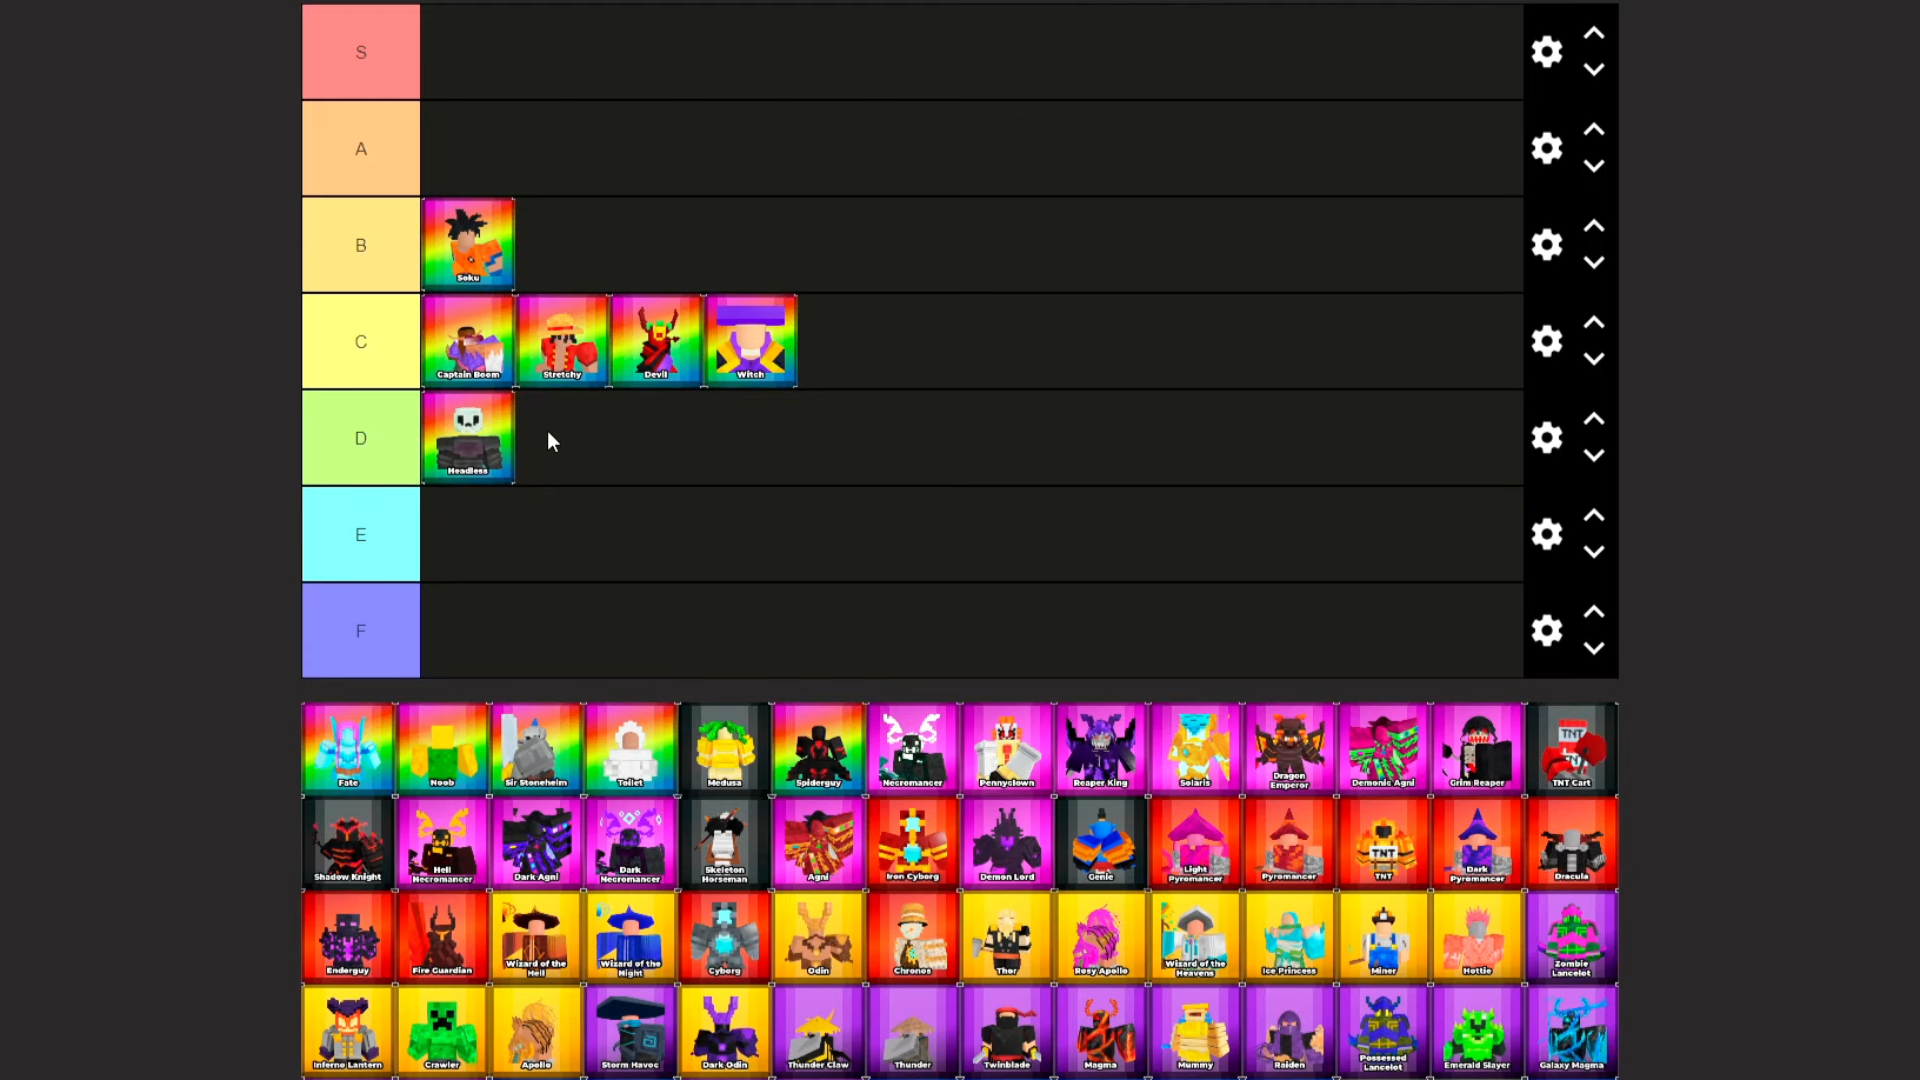 S
A
B
Soku
C
Captain Boom
Stretchy
Devil
Witch
D
Headless
E
F
Fate
Noob
Sir Stoneheim
Toilet
Medusa
Spiderguy
Necromancer
Pennyclown
Reaper King
Solaris
Dragon
Emperor
Demonic Agni
Grim Reaper
TNT
TNT Cart
Shadow Knight
Hell
Necromancer
Dark Agni
Dark
Necromancer
Skeleton
Horseman
Agni
Iron Cyborg
Demon Lord
Genie
Light
Pyromancer
Pyromancer
TNT
TNT
Dark
Pyromancer
Dracula
Enderguy
Fire Guardian
Wizard of the
Hell
Wizard of the
Night
Cyborg
Odin
Chronos
Thor
Rosy Apollo
Wizard of the
Heavens
Ice Princess
Miner
Hottie
Zombie
Lancelot
Inferno Lantern
Crawler
Apollo
Storm Havoc
Dark Odin
Thunder Claw
Thunder
Twinblade
Magma
Mummy
Raiden
Possessed
Lancelot
Emerald Slayer
Galaxy Magma